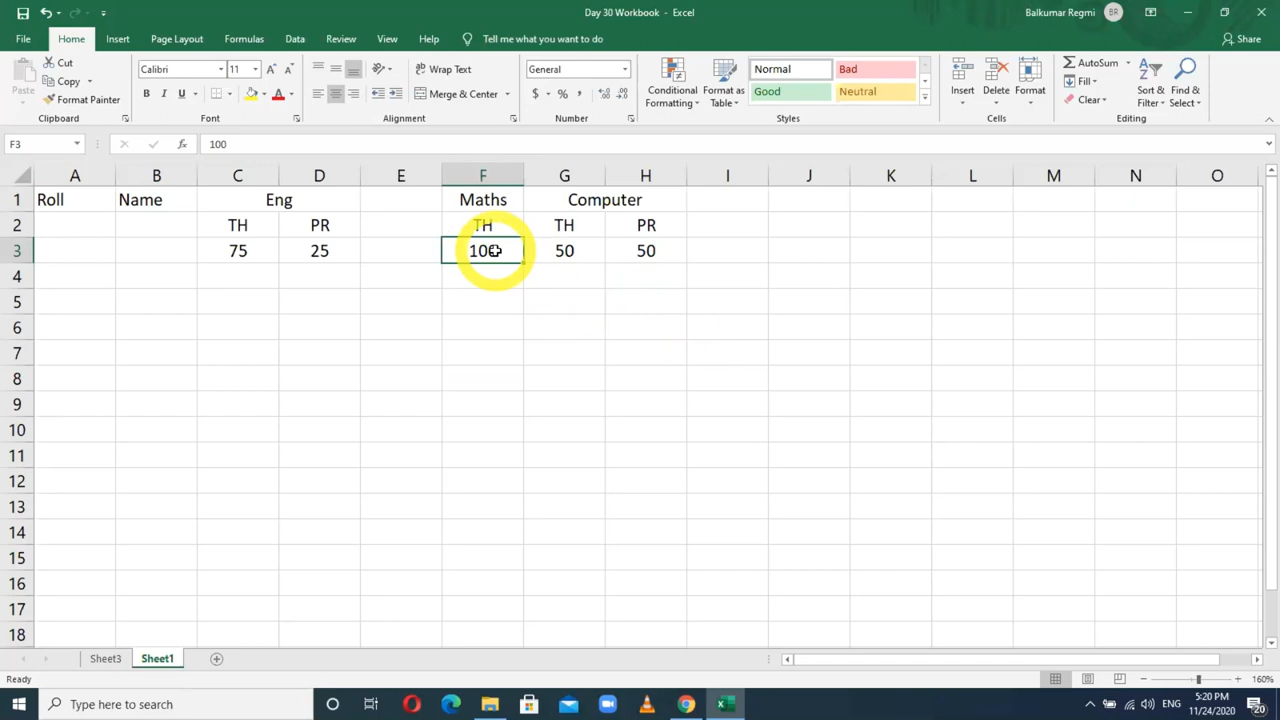 Day 30 Workbook - Excel
Balkumar Regmi BR
File Home Insert Page Layout Formulas Data Review View Help Tell me what you want to do Share
Paste Cut Copy Format Painter Clipboard
Calibri 11 A A B I U A Font
Wrap Text Merge & Center Alignment
General $ % , Number
Conditional Formatting Format as Table Normal Bad Good Neutral Styles
Insert Delete Format Cells
AutoSum Fill Clear Sort & Filter Find & Select Editing
F3 fx 100
A B C D E F G H I J K L M N O
1 Roll Name Eng Maths Computer
2 TH PR TH TH PR
3 75 25 100 50 50
4
5
6
7
8
9
10
11
12
13
14
15
16
17
18
Sheet3 Sheet1
Ready 160%
Type here to search ENG 5:20 PM
11/24/2020 20